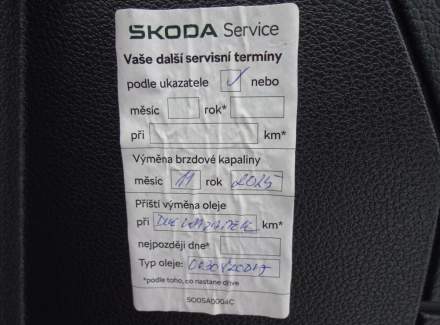 ŠKODA Service
Vaše další servisní termíny
podle ukazatele ✓ nebo
měsíc rok*
při km*
Výměna brzdové kapaliny
měsíc 11 rok 2025
Příští výměna oleje
při km*
nejpozději dne*
Typ oleje:
*podle toho, co nastane dříve
5005A0004C